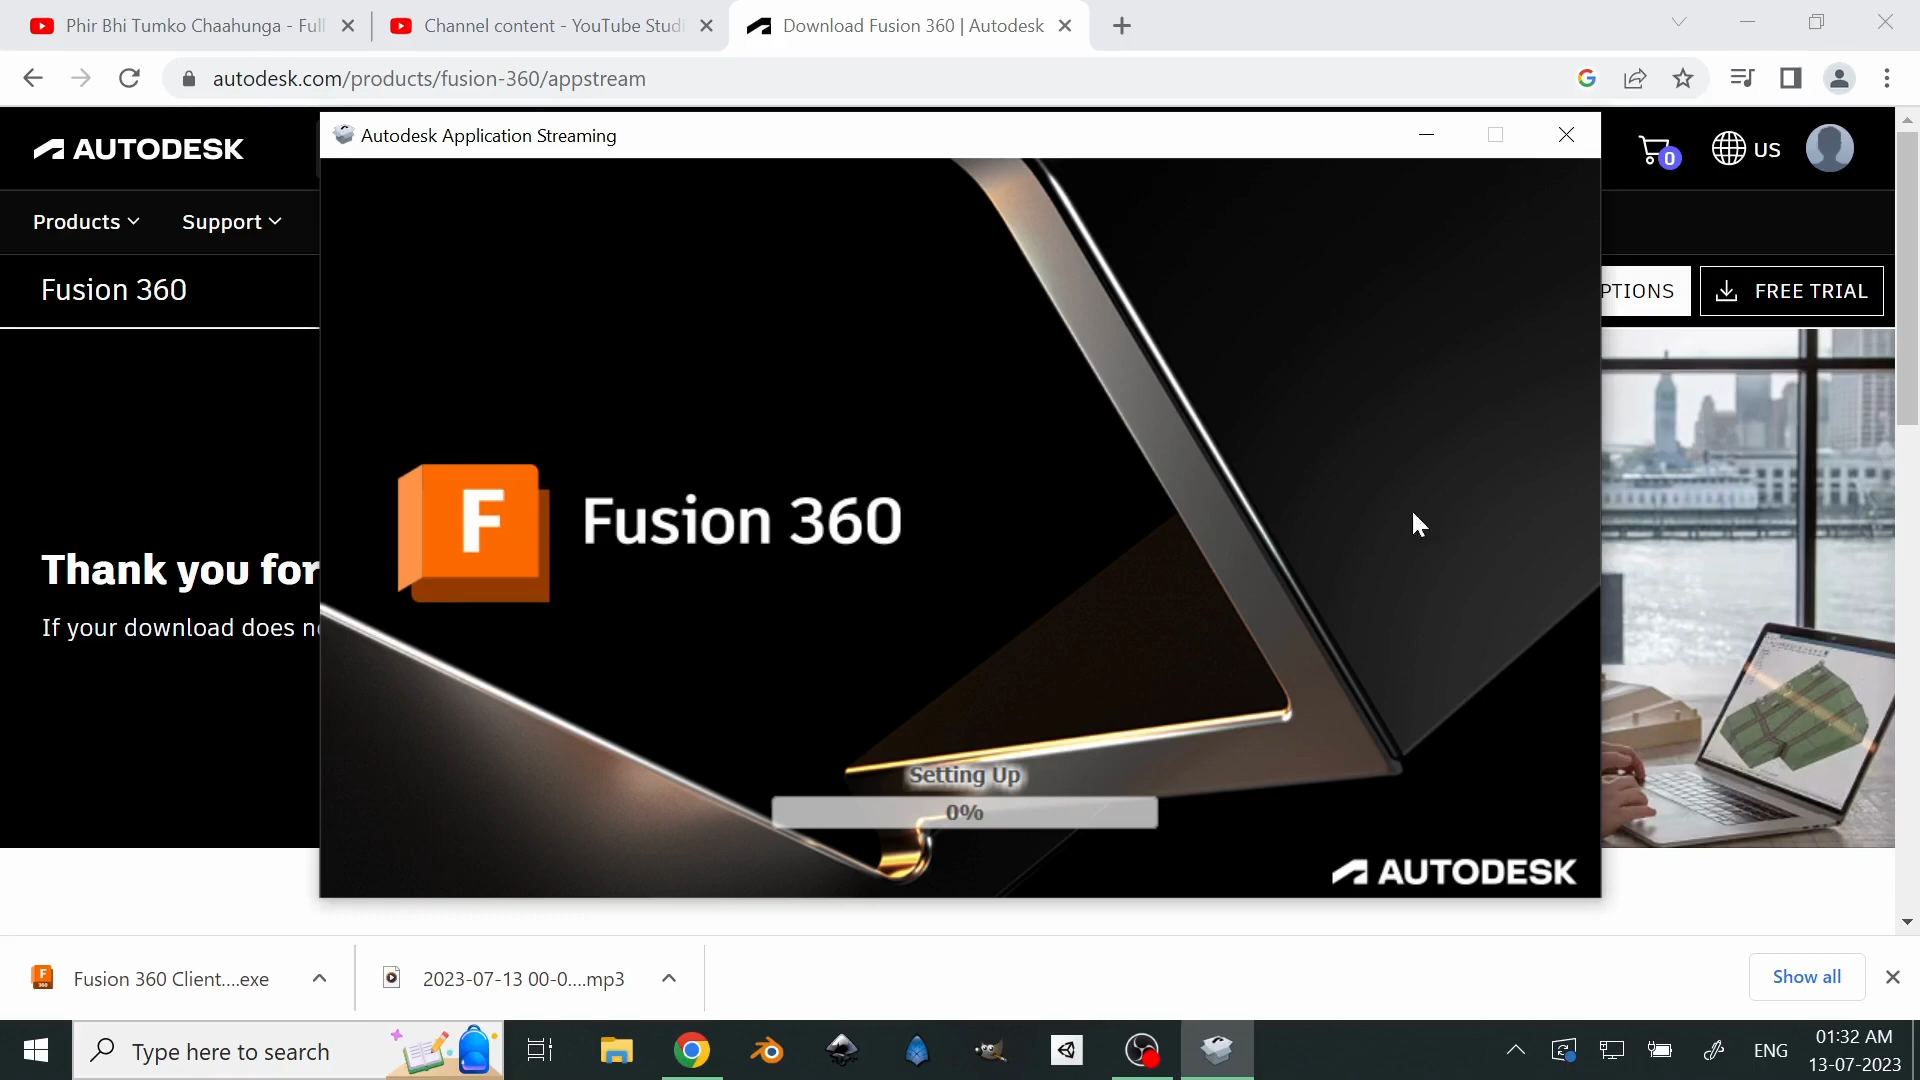 Phir Bhi Tumko Chaahunga - Full
Channel content - YouTube Studi
Download Fusion 360 | Autodesk
autodesk.com/products/fusion-360/appstream
AUTODESK
Autodesk Application Streaming
0
US
Products
Support
Fusion 360
PTIONS
FREE TRIAL
F
Fusion 360
Thank you for
If your download does n
Setting Up
0%
AUTODESK
Fusion 360 Client....exe
2023-07-13 00-0....mp3
Show all
Type here to search
ENG
01:32 AM
13-07-2023